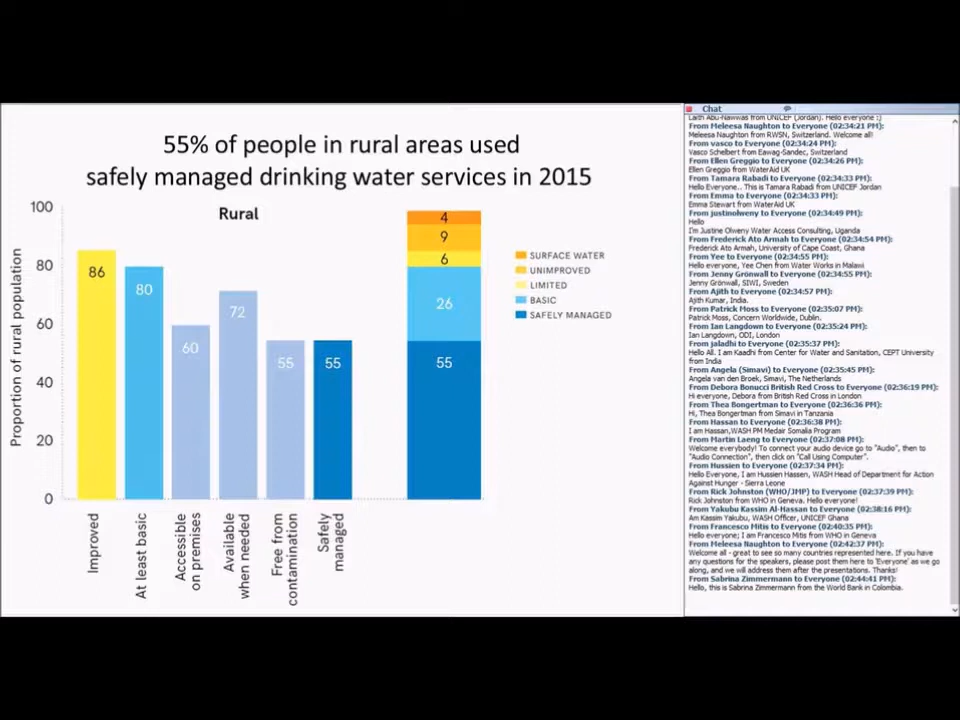 55% of people in rural areas used
safely managed drinking water services in 2015
Rural
Proportion of rural population
100
80
60
40
20
0
86
80
60
72
55
55
4
9
6
26
55
Improved
At least basic
Accessible
on premises
Available
when needed
Free from
contamination
Safely
managed
SURFACE WATER
UNIMPROVED
LIMITED
BASIC
SAFELY MANAGED
Chat
Laith Abu-Nawwas from UNICEF (Jordan). Hello everyone :)
From Meleesa Naughton to Everyone (02:34:21 PM):
Meleesa Naughton from RWSN, Switzerland. Welcome all!
From vasco to Everyone (02:34:24 PM):
Vasco Schelbert from Eawag-Sandec, Switzerland
From Ellen Greggio to Everyone (02:34:26 PM):
Ellen Greggio from WaterAid UK
From Tamara Rabadi to Everyone (02:34:33 PM):
Hello Everyone.. This is Tamara Rabadi from UNICEF Jordan
From Emma to Everyone (02:34:33 PM):
Emma Stewart from WaterAid UK
From justinolweny to Everyone (02:34:49 PM):
Hello
I'm Justine Olweny Water Access Consulting, Uganda
From Frederick Ato Armah to Everyone (02:34:54 PM):
Frederick Ato Armah, University of Cape Coast, Ghana
From Yee to Everyone (02:34:55 PM):
Hello everyone, Yee Chen from Water Works in Malawi
From Jenny Grönwall to Everyone (02:34:55 PM):
Jenny Grönwall, SIWI, Sweden
From Ajith to Everyone (02:34:57 PM):
Ajith Kumar, India.
From Patrick Moss to Everyone (02:35:07 PM):
Patrick Moss, Concern Worldwide, Dublin.
From Ian Langdown to Everyone (02:35:24 PM):
Ian Langdown, ODI, London
From jaladhi to Everyone (02:35:37 PM):
Hello All. I am Kaadhi from Center for Water and Sanitation, CEPT University
from India
From Angela (Simavi) to Everyone (02:35:45 PM):
Angela van den Broek, Simavi, The Netherlands
From Debora Bonucci British Red Cross to Everyone (02:36:19 PM):
Hi everyone, Debora from British Red Cross in London
From Thea Bongertman to Everyone (02:36:36 PM):
Hi, Thea Bongertman from Simavi in Tanzania
From Hassan to Everyone (02:36:38 PM):
I am Hassan,WASH PM Medair Somalia Program
From Martin Laeng to Everyone (02:37:08 PM):
Welcome everybody! To connect your audio device go to "Audio", then to
"Audio Connection", then click on "Call Using Computer".
From Hussien to Everyone (02:37:34 PM):
Hello Everyone, I am Hussien Hassen, WASH Head of Department for Action
Against Hunger - Sierra Leone
From Rick Johnston (WHO/JMP) to Everyone (02:37:39 PM):
Rick Johnston from WHO in Geneva. Hello everyone!
From Yakubu Kassim Al-Hassan to Everyone (02:38:16 PM):
Am Kassim Yakubu, WASH Officer, UNICEF Ghana
From Francesco Mitis to Everyone (02:40:35 PM):
Hello everyone; I am Francesco Mitis from WHO in Geneva
From Meleesa Naughton to Everyone (02:42:37 PM):
Welcome all - great to see so many countries represented here. If you have
any questions for the speakers, please post them here to 'Everyone' as we go
along, and we will address them after the presentations. Thanks!
From Sabrina Zimmermann to Everyone (02:44:41 PM):
Hello, this is Sabrina Zimmermann from the World Bank in Colombia.